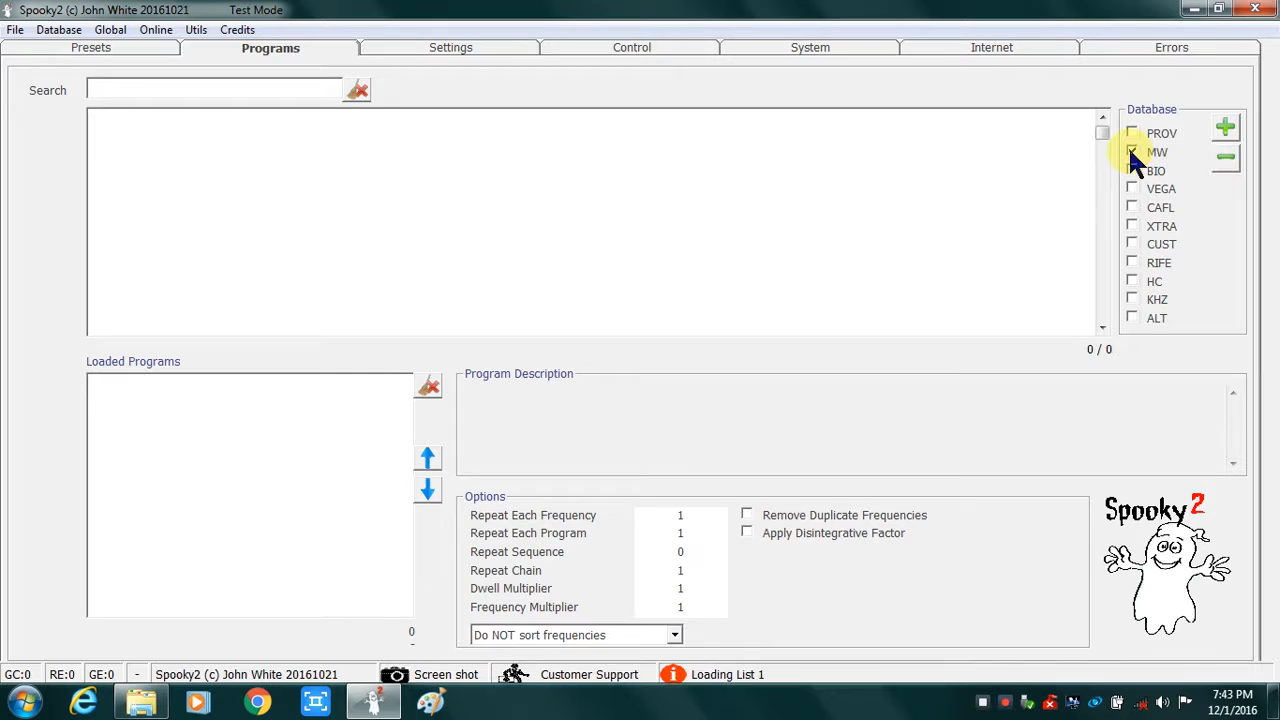 Spooky2 (c) John White 20161021 Test Mode
File Database Global Online Utils Credits
Presets Programs Settings Control System Internet Errors
Search
Database
PROV
MW
BIO
VEGA
CAFL
XTRA
CUST
RIFE
HC
KHZ
ALT
0 / 0
Loaded Programs
Program Description
0
-
Options
Repeat Each Frequency 1
Repeat Each Program 1
Repeat Sequence 0
Repeat Chain 1
Dwell Multiplier 1
Frequency Multiplier 1
Do NOT sort frequencies
Remove Duplicate Frequencies
Apply Disintegrative Factor
Spooky2
GC:0 RE:0 GE:0 - Spooky2 (c) John White 20161021 Screen shot Customer Support Loading List 1
7:43 PM
12/1/2016